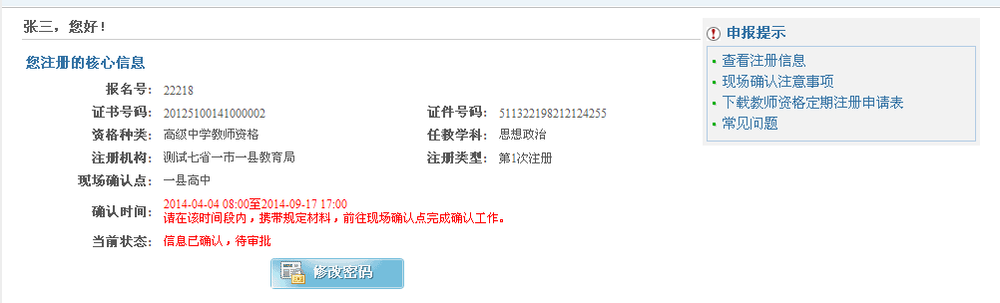 张三，您好！
您注册的核心信息
报名号： 22218
证书号码： 20125100141000002 证件号码： 511322198212124255
资格种类： 高级中学教师资格 任教学科： 思想政治
注册机构： 测试七省一市一县教育局 注册类型： 第1次注册
现场确认点： 一县高中
确认时间： 2014-04-04 08:00至2014-09-17 17:00
请在该时间段内，携带规定材料，前往现场确认点完成确认工作。
当前状态： 信息已确认，待审批
修改密码
申报提示
查看注册信息
现场确认注意事项
下载教师资格定期注册申请表
常见问题